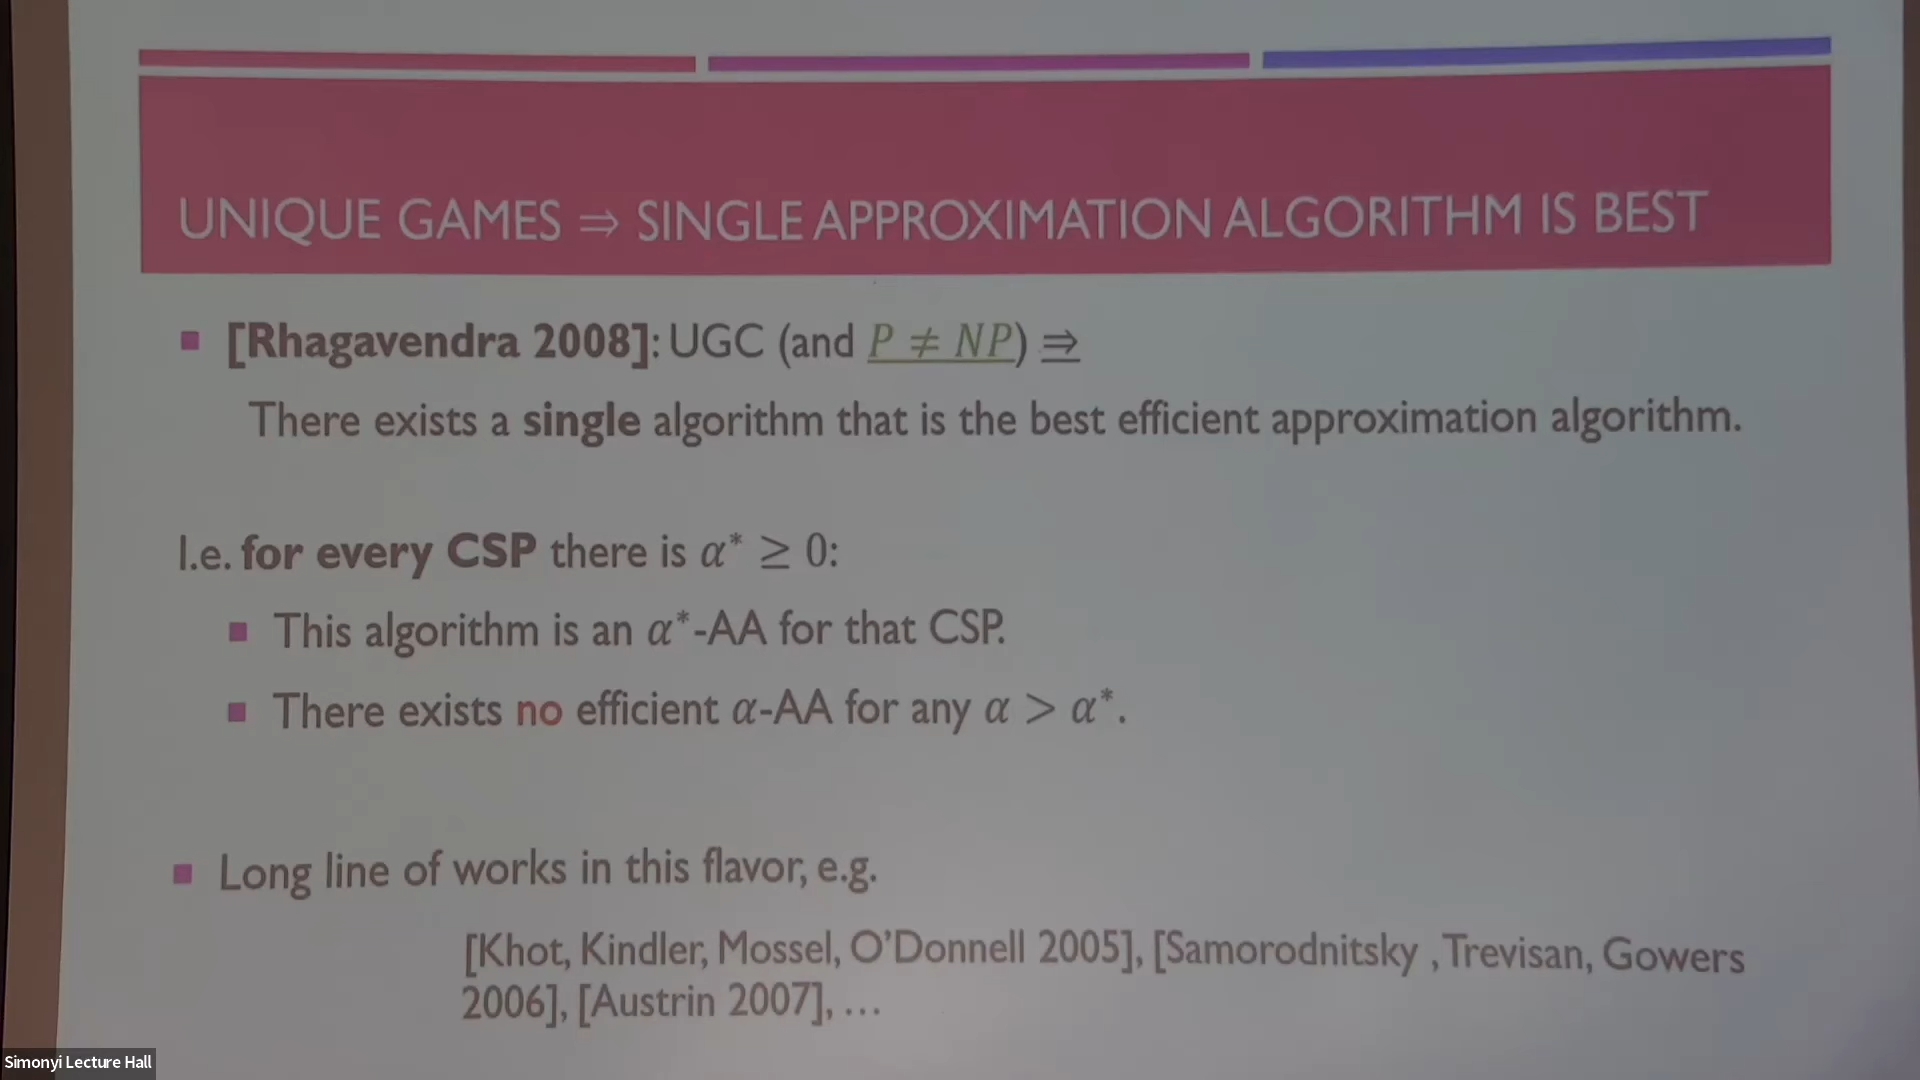 UNIQUE GAMES ⇒ SINGLE APPROXIMATION ALGORITHM IS BEST
[Rhagavendra 2008]: UGC (and P ≠ NP) ⇒
There exists a single algorithm that is the best efficient approximation algorithm.
I.e. for every CSP there is α* ≥ 0:
This algorithm is an α*-AA for that CSP.
There exists no efficient α-AA for any α > α*.
Long line of works in this flavor, e.g.
[Khot, Kindler, Mossel, O'Donnell 2005], [Samorodnitsky , Trevisan, Gowers
2006], [Austrin 2007], …
Simonyi Lecture Hall